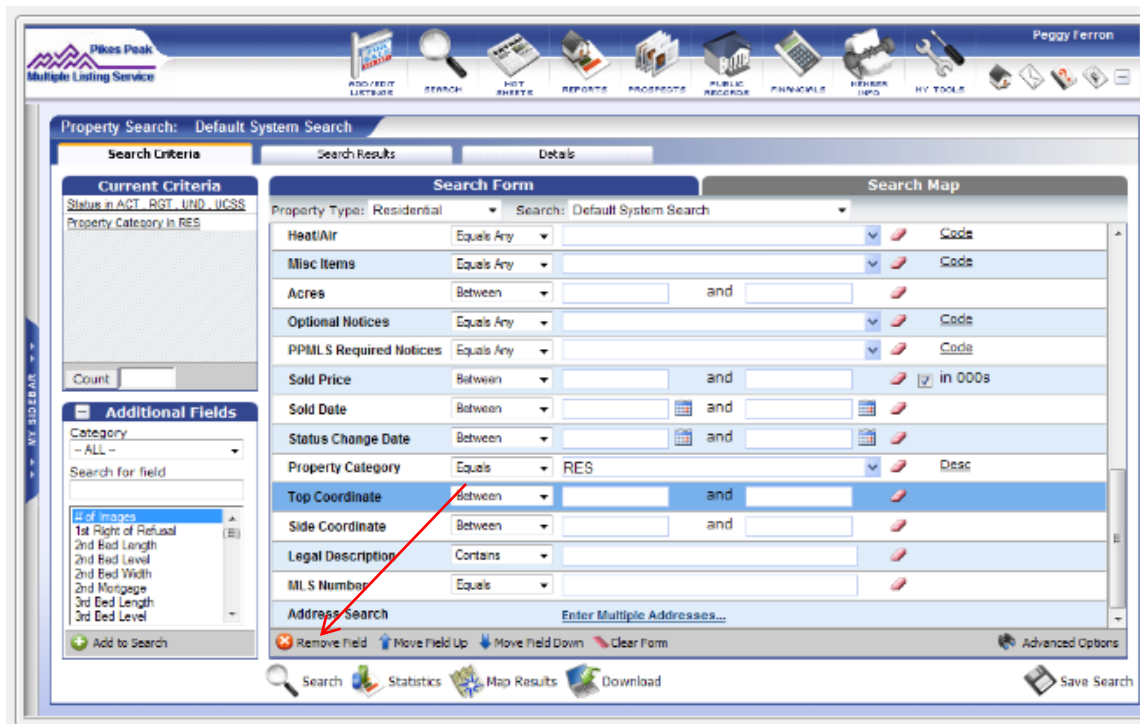 Pikes Peak
Multiple Listing Service
Peggy Ferron
ADD/EDIT LISTINGS SEARCH HOT SHEETS REPORTS PROSPECTS PUBLIC RECORDS FINANCIALS MEMBER INFO MY TOOLS
Property Search: Default System Search
Search Criteria Search Results Details
Current Criteria
Status in ACT , RGT , UND , UCSS
Property Category in RES
Count
Additional Fields
Category
-- ALL --
Search for field
# of Images
1st Right of Refusal
2nd Bed Length
2nd Bed Level
2nd Bed Width
2nd Mortgage
3rd Bed Length
3rd Bed Level
Add to Search
MY SIDEBAR
Search Form Search Map
Property Type: Residential Search: Default System Search
Heat/Air Equals Any Code
Misc Items Equals Any Code
Acres Between and
Optional Notices Equals Any Code
PPMLS Required Notices Equals Any Code
Sold Price Between and in 000s
Sold Date Between and
Status Change Date Between and
Property Category Equals RES Desc
Top Coordinate Between and
Side Coordinate Between and
Legal Description Contains
MLS Number Equals
Address Search Enter Multiple Addresses...
Remove Field Move Field Up Move Field Down Clear Form Advanced Options
Search Statistics Map Results Download Save Search